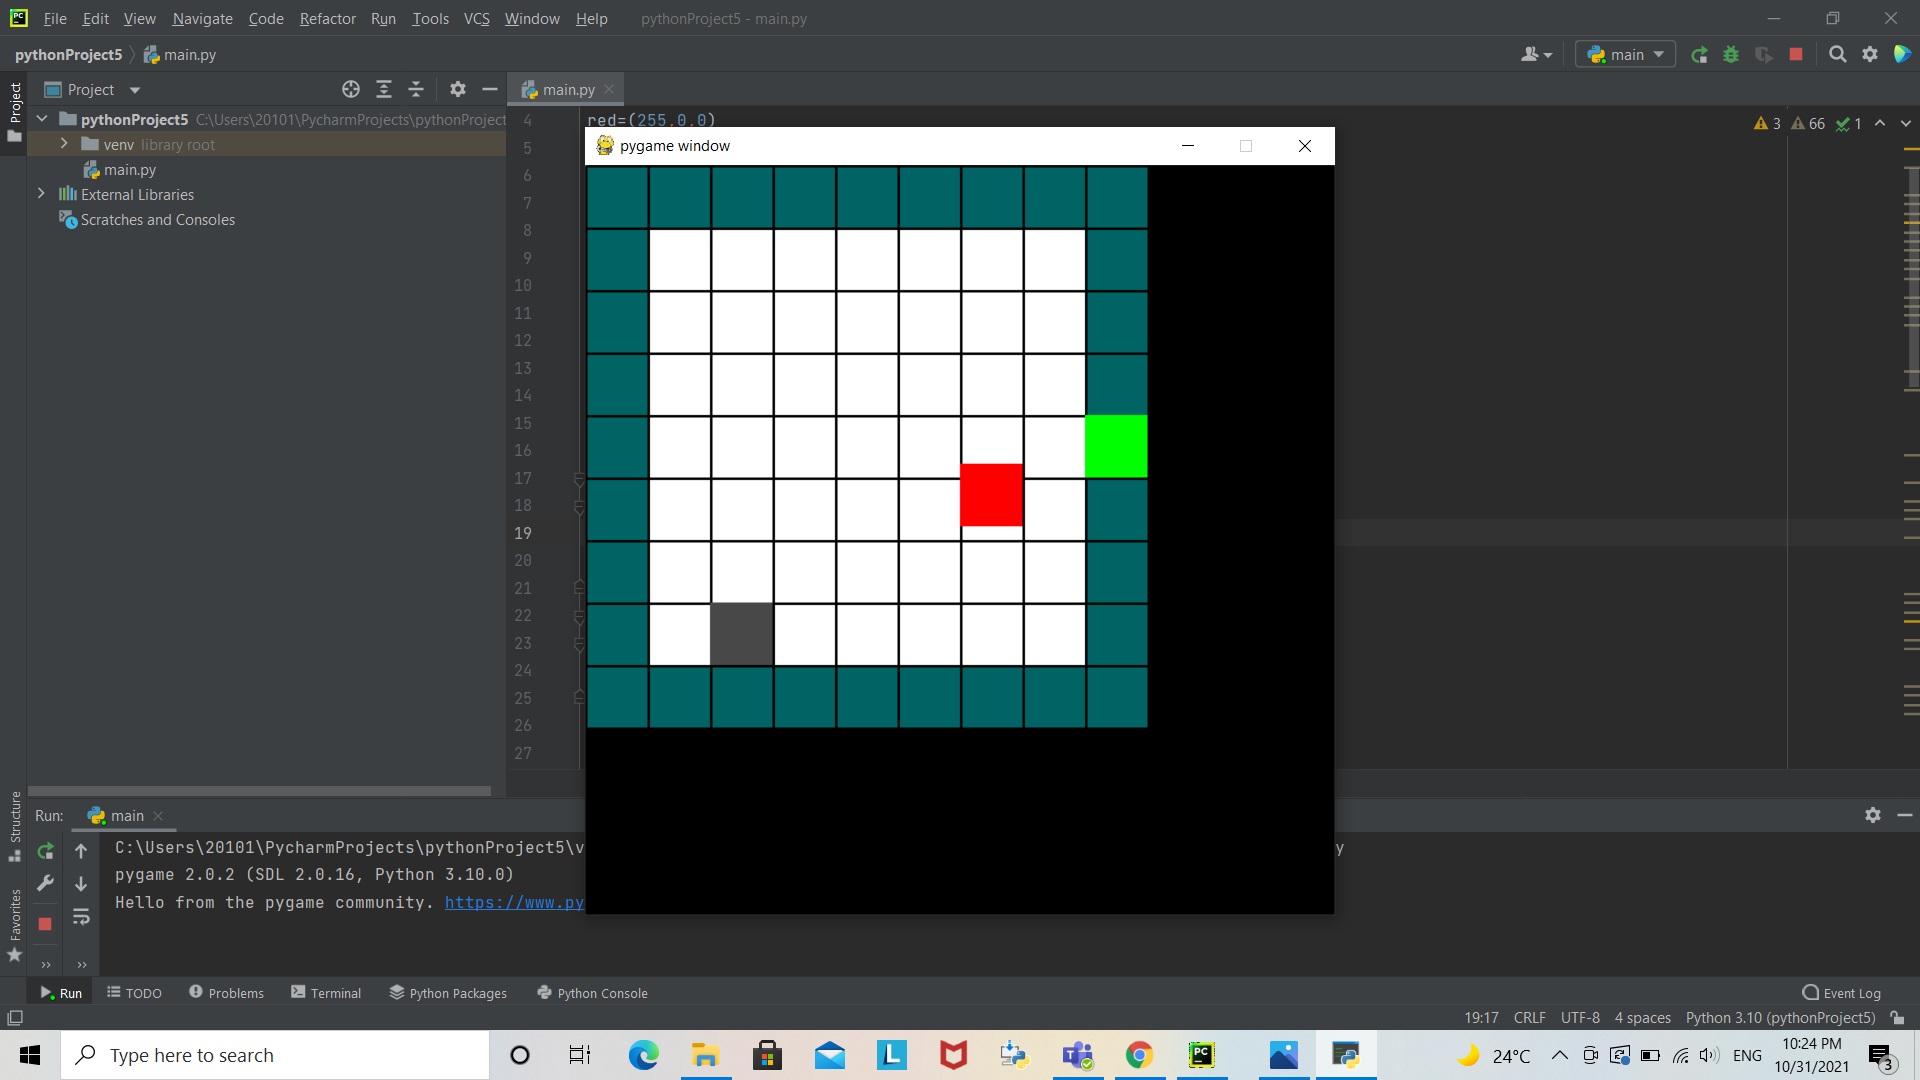 File Edit View Navigate Code Refactor Run Tools VCS Window Help pythonProject5 - main.py
pythonProject5 main.py main
Project
Project main.py
pythonProject5 C:\Users\20101\PycharmProjects\pythonProject
venv library root
main.py
External Libraries
Scratches and Consoles
3 66 1
4 red=(255,0,0)
5
6
7
8
9
10
11
12
13
14
15
16
17
18
19
20
21
22
23
24
25
26
27
pygame window
Structure
Favorites
Run: main
C:\Users\20101\PycharmProjects\pythonProject5\v y
pygame 2.0.2 (SDL 2.0.16, Python 3.10.0)
Hello from the pygame community. https://www.py
Run TODO Problems Terminal Python Packages Python Console Event Log
19:17 CRLF UTF-8 4 spaces Python 3.10 (pythonProject5)
Type here to search
24°C ENG 10:24 PM
10/31/2021
3